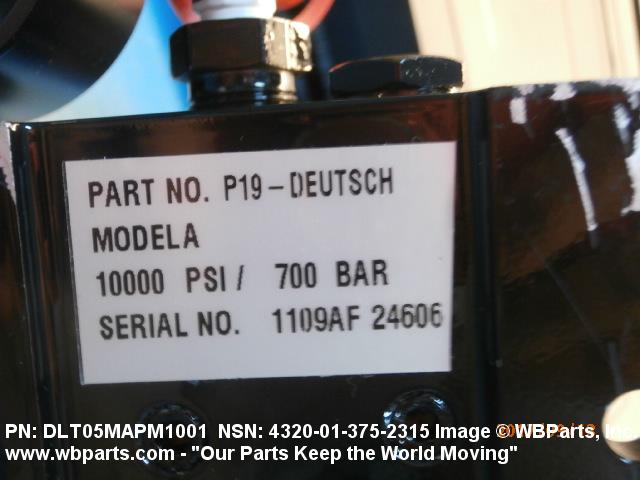 PART NO. P19-DEUTSCH
MODELA
10000 PSI / 700 BAR
SERIAL NO. 1109AF 24606
PN: DLT05MAPM1001 NSN: 4320-01-375-2315 Image © WBParts, Inc.
www.wbparts.com - "Our Parts Keep the World Moving"